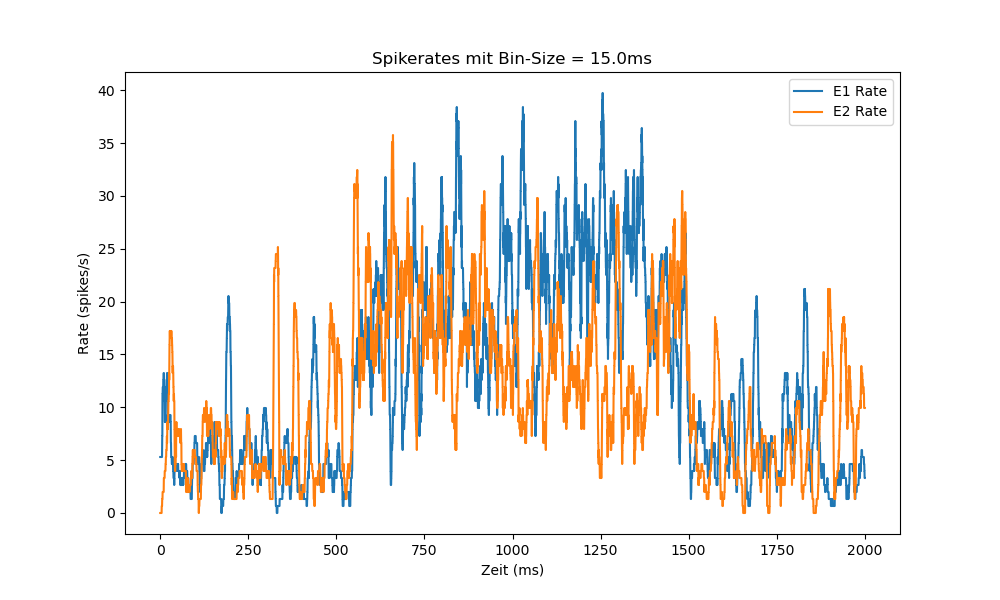 Spikerates mit Bin-Size = 15.0ms
E1 Rate
E2 Rate
Rate (spikes/s)
40
35
30
25
20
15
10
5
0
0 250 500 750 1000 1250 1500 1750 2000
Zeit (ms)